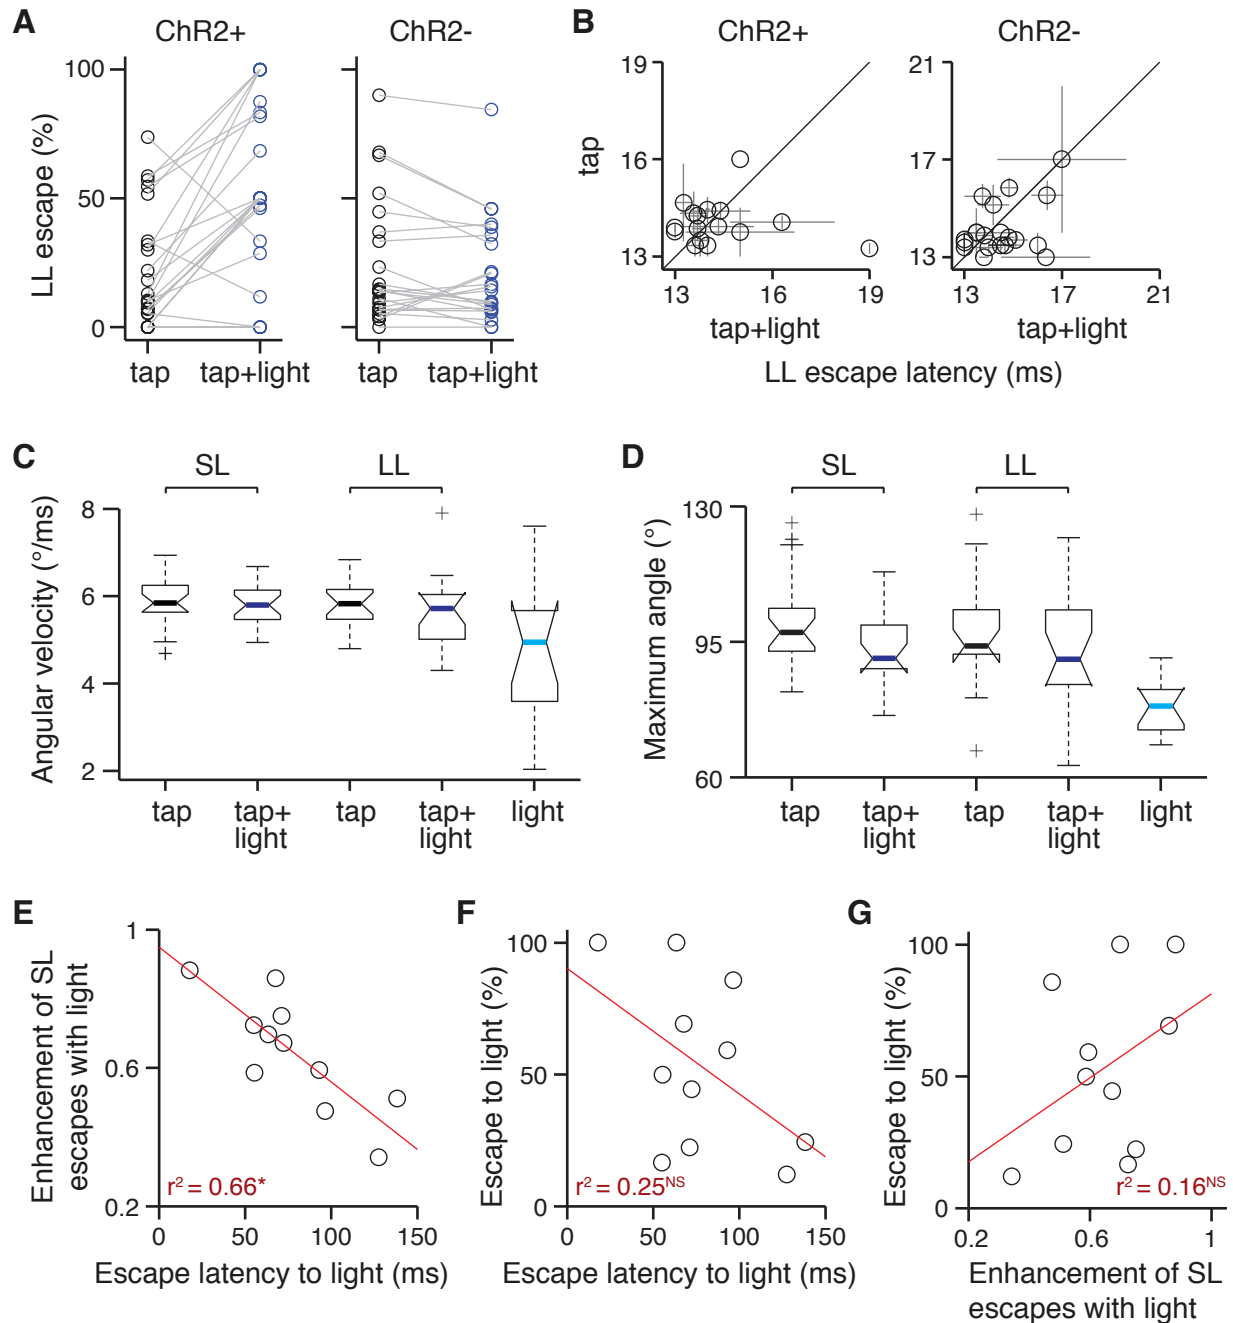 A
ChR2+
ChR2-
LL escape (%)
100
50
0
tap
tap+light
tap
tap+light
B
ChR2+
ChR2-
tap
19
16
13
13
16
19
tap+light
21
17
13
13
17
21
tap+light
LL escape latency (ms)
C
SL
LL
Angular velocity (°/ms)
8
6
4
2
tap
tap+
light
tap
tap+
light
light
D
SL
LL
Maximum angle (°)
130
95
60
tap
tap+
light
tap
tap+
light
light
E
Enhancement of SL
escapes with light
1
0.6
0.2
r² = 0.66*
0
50
100
150
Escape latency to light (ms)
F
Escape to light (%)
100
50
0
r² = 0.25ᴺˢ
0
50
100
150
Escape latency to light (ms)
G
Escape to light (%)
100
50
0
r² = 0.16ᴺˢ
0.2
0.6
1
Enhancement of SL
escapes with light